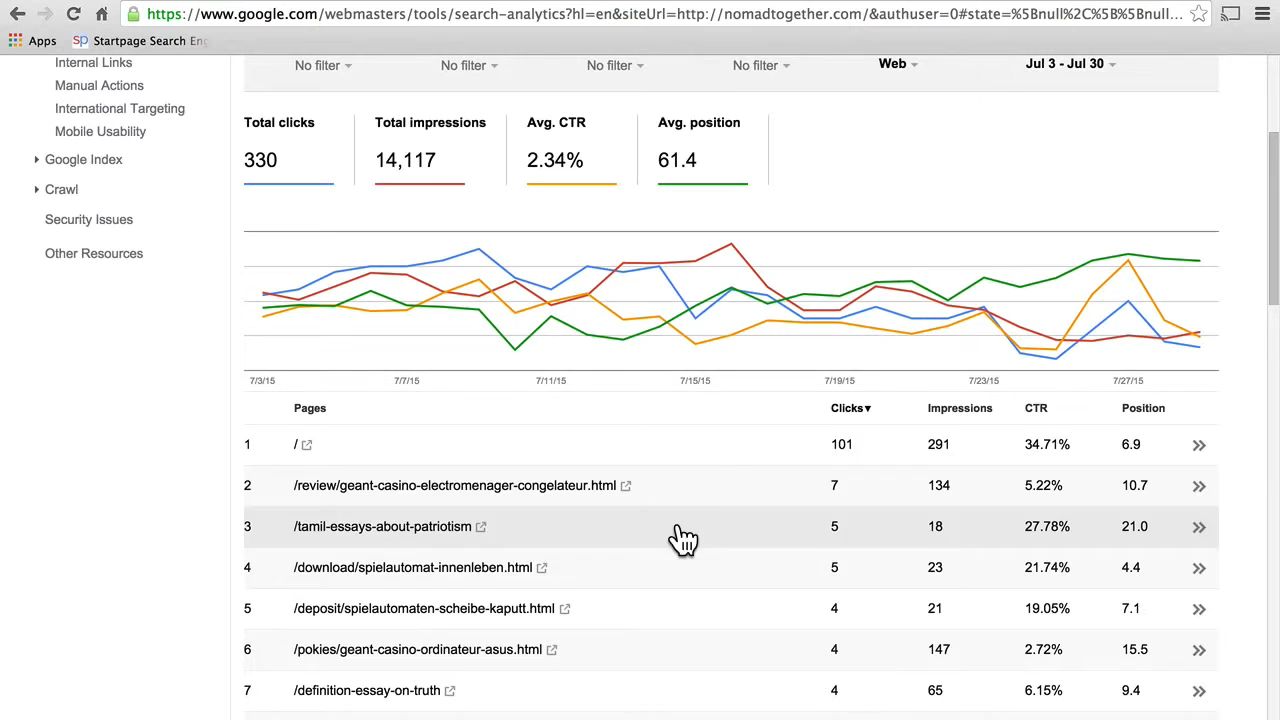 https://www.google.com/webmasters/tools/search-analytics?hl=en&siteUrl=http://nomadtogether.com/&authuser=0#state=%5Bnull%2C%5B%5Bnull...
Apps Startpage Search Eng
Internal Links
Manual Actions
International Targeting
Mobile Usability
Google Index
Crawl
Security Issues
Other Resources
No filter No filter No filter No filter Web Jul 3 - Jul 30
Total clicks Total impressions Avg. CTR Avg. position
330 14,117 2.34% 61.4
7/3/15 7/7/15 7/11/15 7/15/15 7/19/15 7/23/15 7/27/15
Pages Clicks▼ Impressions CTR Position
1 / 101 291 34.71% 6.9 »
2 /review/geant-casino-electromenager-congelateur.html 7 134 5.22% 10.7 »
3 /tamil-essays-about-patriotism 5 18 27.78% 21.0 »
4 /download/spielautomat-innenleben.html 5 23 21.74% 4.4 »
5 /deposit/spielautomaten-scheibe-kaputt.html 4 21 19.05% 7.1 »
6 /pokies/geant-casino-ordinateur-asus.html 4 147 2.72% 15.5 »
7 /definition-essay-on-truth 4 65 6.15% 9.4 »